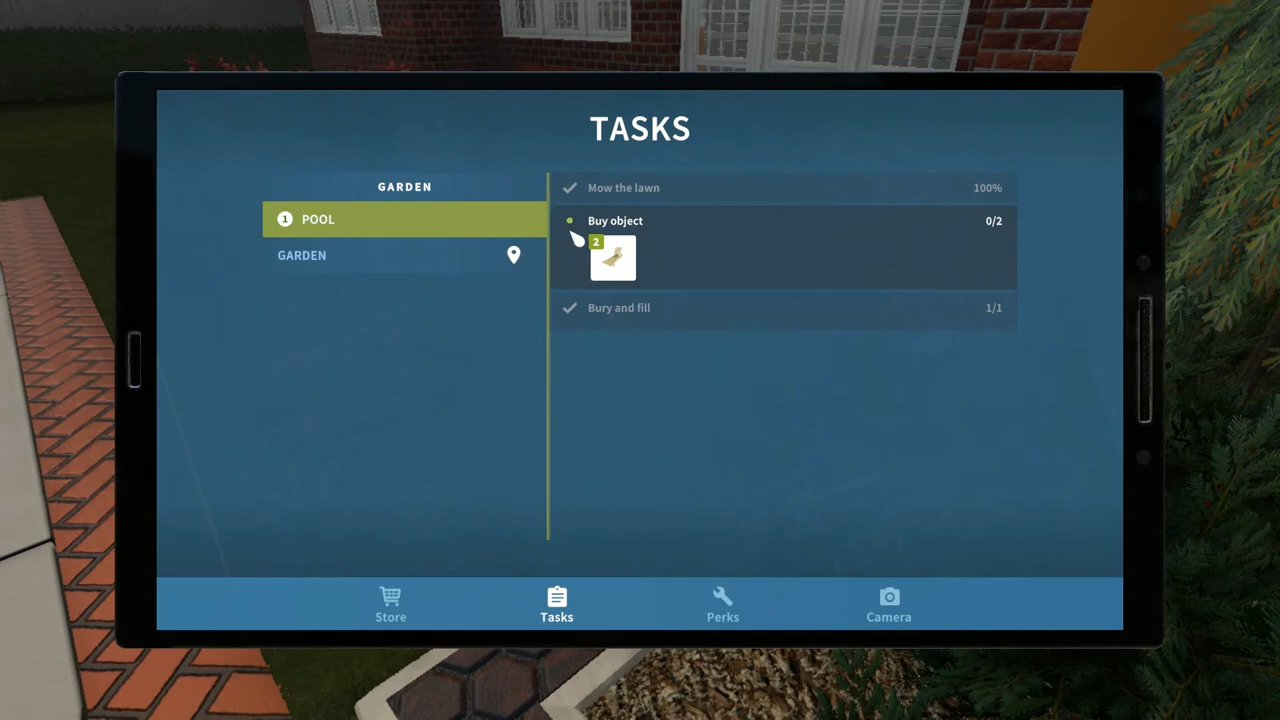 TASKS
GARDEN
1 POOL
GARDEN
Mow the lawn 100%
Buy object 0/2
2
Bury and fill 1/1
Store Tasks Perks Camera